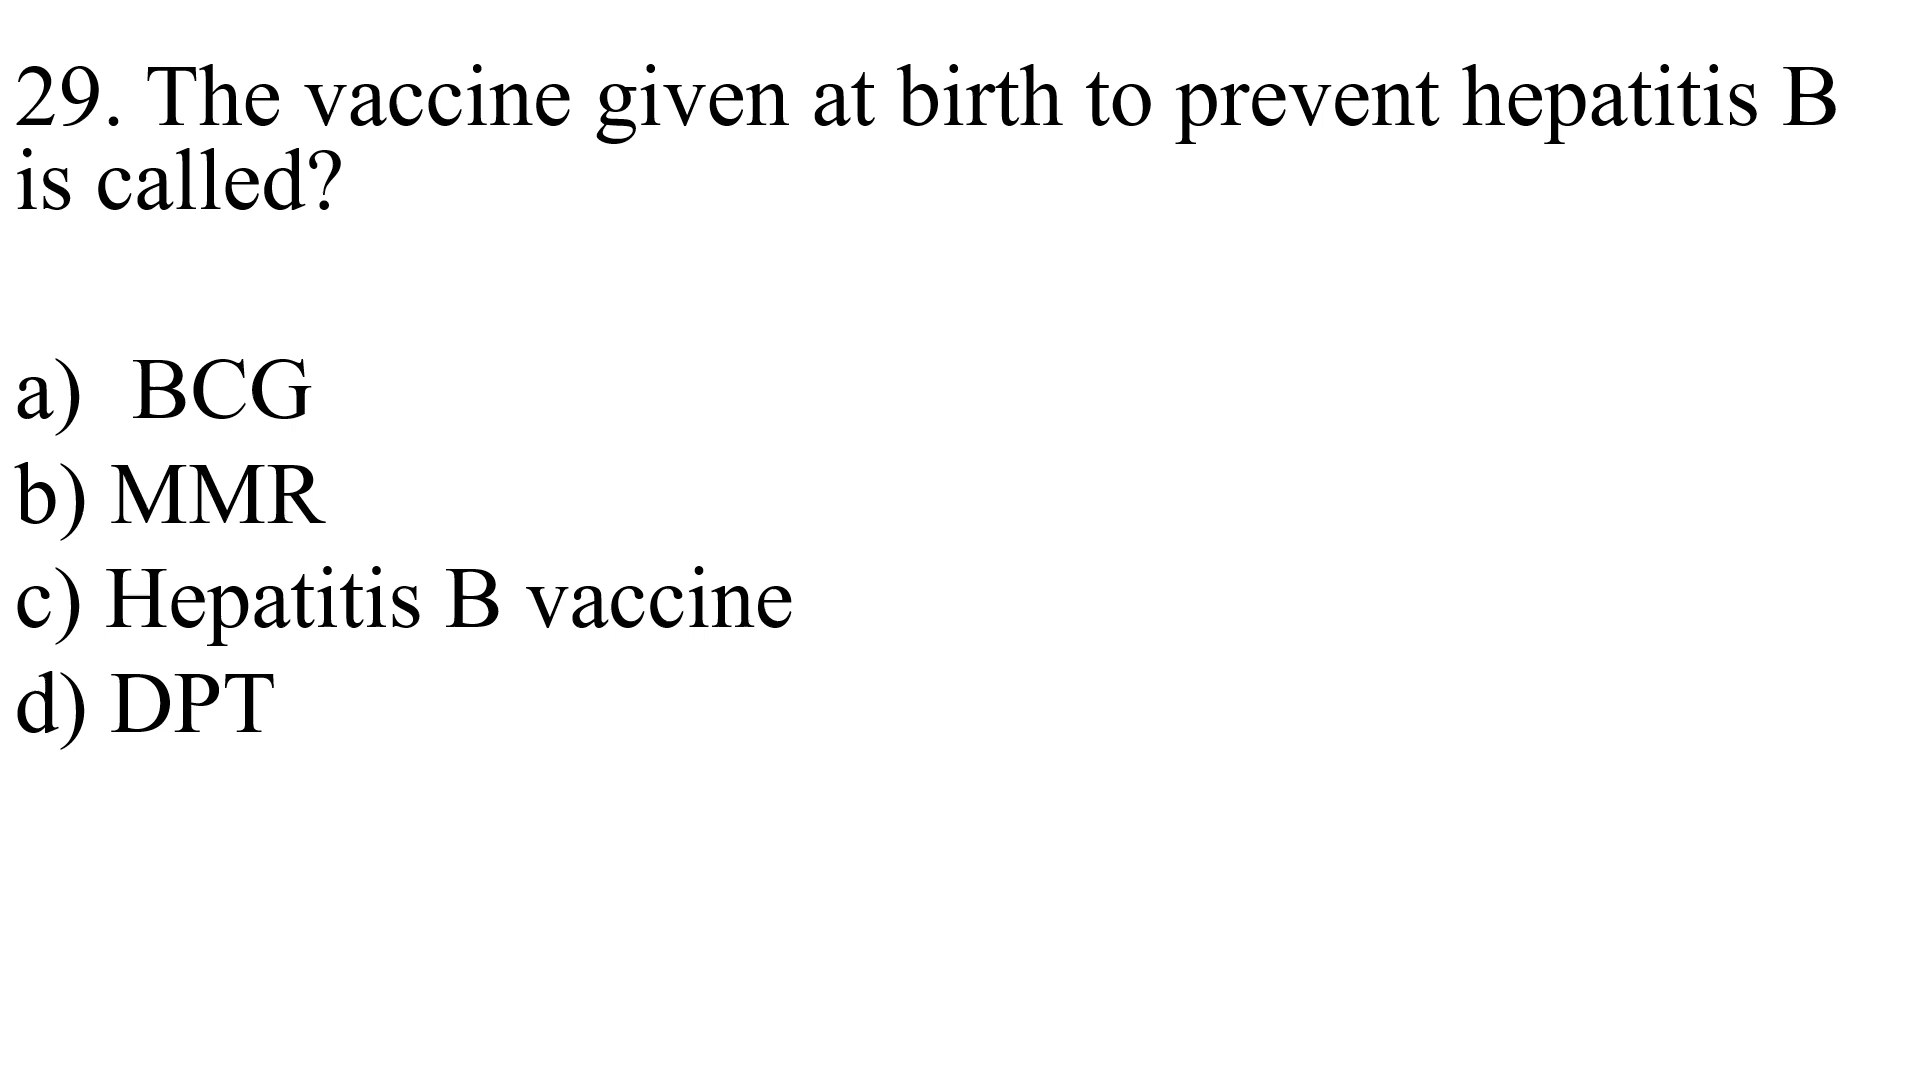 29. The vaccine given at birth to prevent hepatitis B
is called?
a) BCG
b) MMR
c) Hepatitis B vaccine
d) DPT